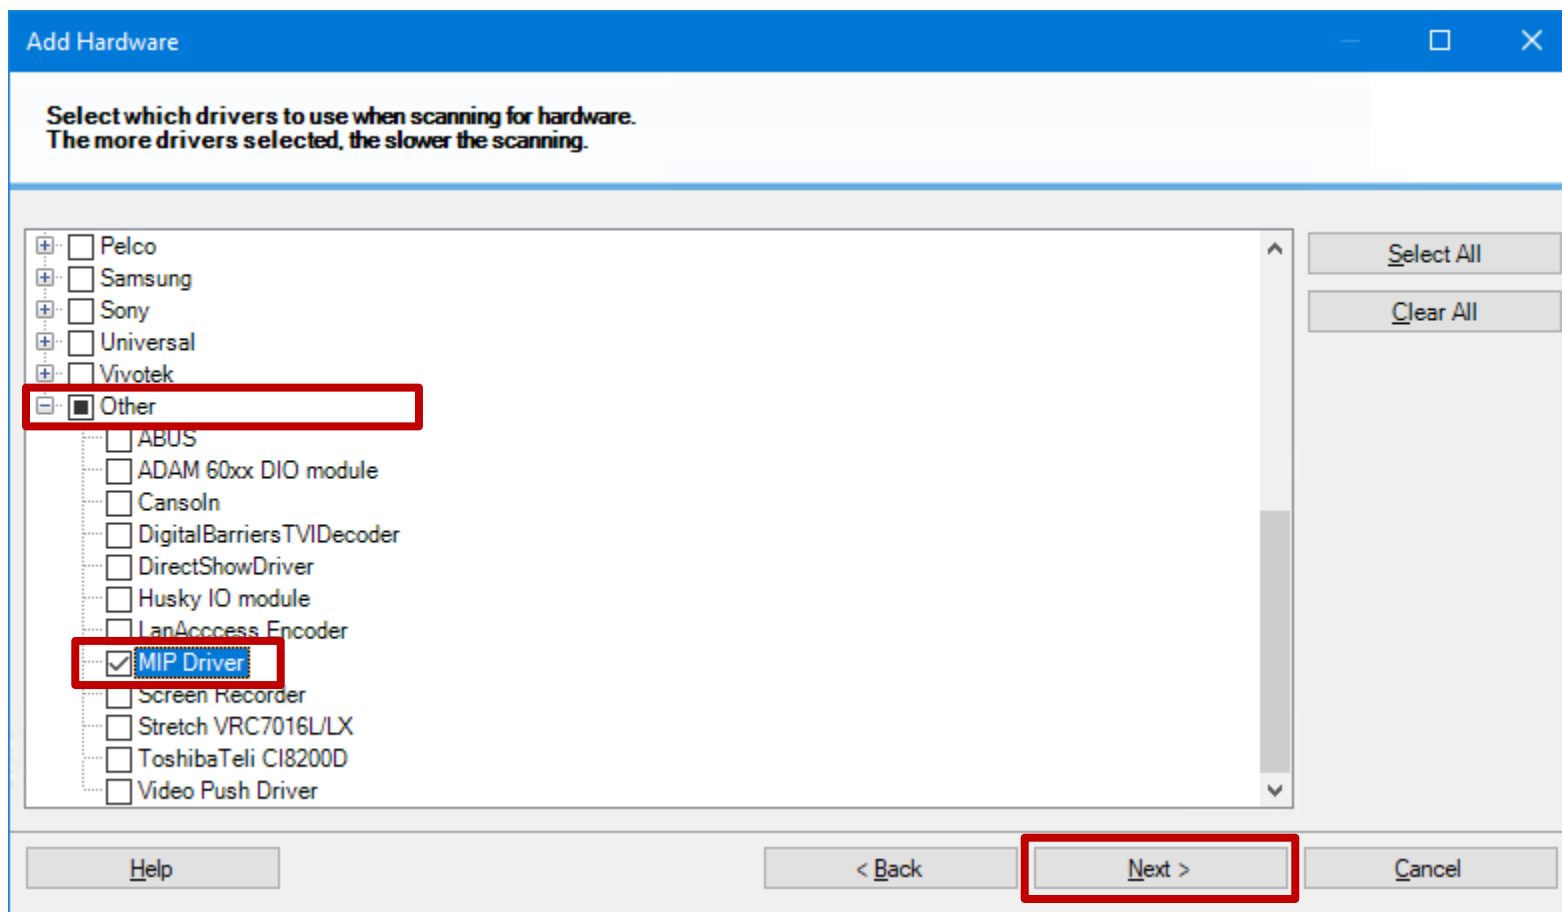 Add Hardware
Select which drivers to use when scanning for hardware.
The more drivers selected, the slower the scanning.
Pelco
Samsung
Sony
Universal
Vivotek
Other
ABUS
ADAM 60xx DIO module
CansoIn
DigitalBarriersTVIDecoder
DirectShowDriver
Husky IO module
LanAcccess Encoder
MIP Driver
Screen Recorder
Stretch VRC7016L/LX
ToshibaTeli CI8200D
Video Push Driver
Select All
Clear All
Help
< Back
Next >
Cancel